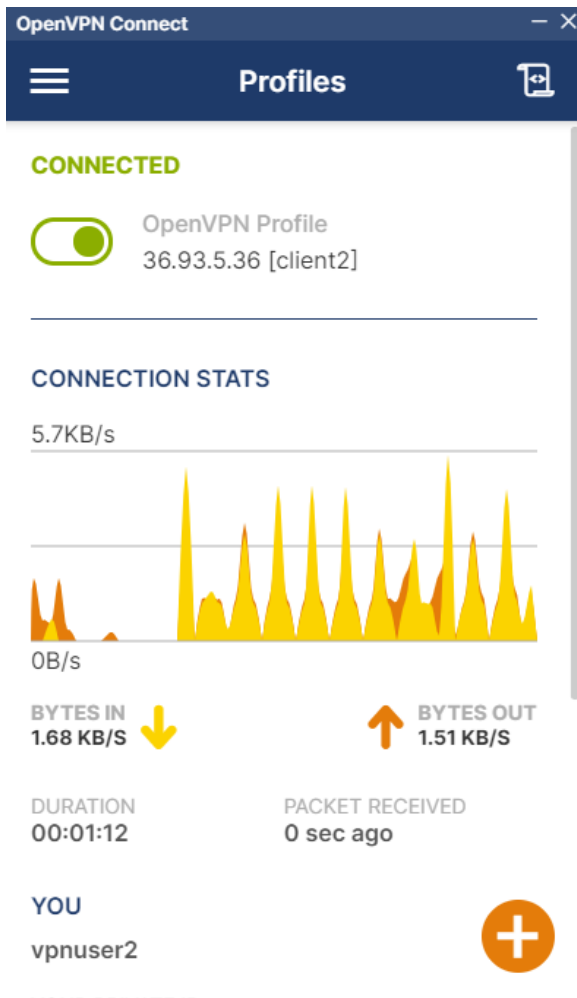 OpenVPN Connect
Profiles
CONNECTED
OpenVPN Profile
36.93.5.36 [client2]
CONNECTION STATS
5.7KB/s
0B/s
BYTES IN
1.68 KB/S
BYTES OUT
1.51 KB/S
DURATION
00:01:12
PACKET RECEIVED
0 sec ago
YOU
vpnuser2